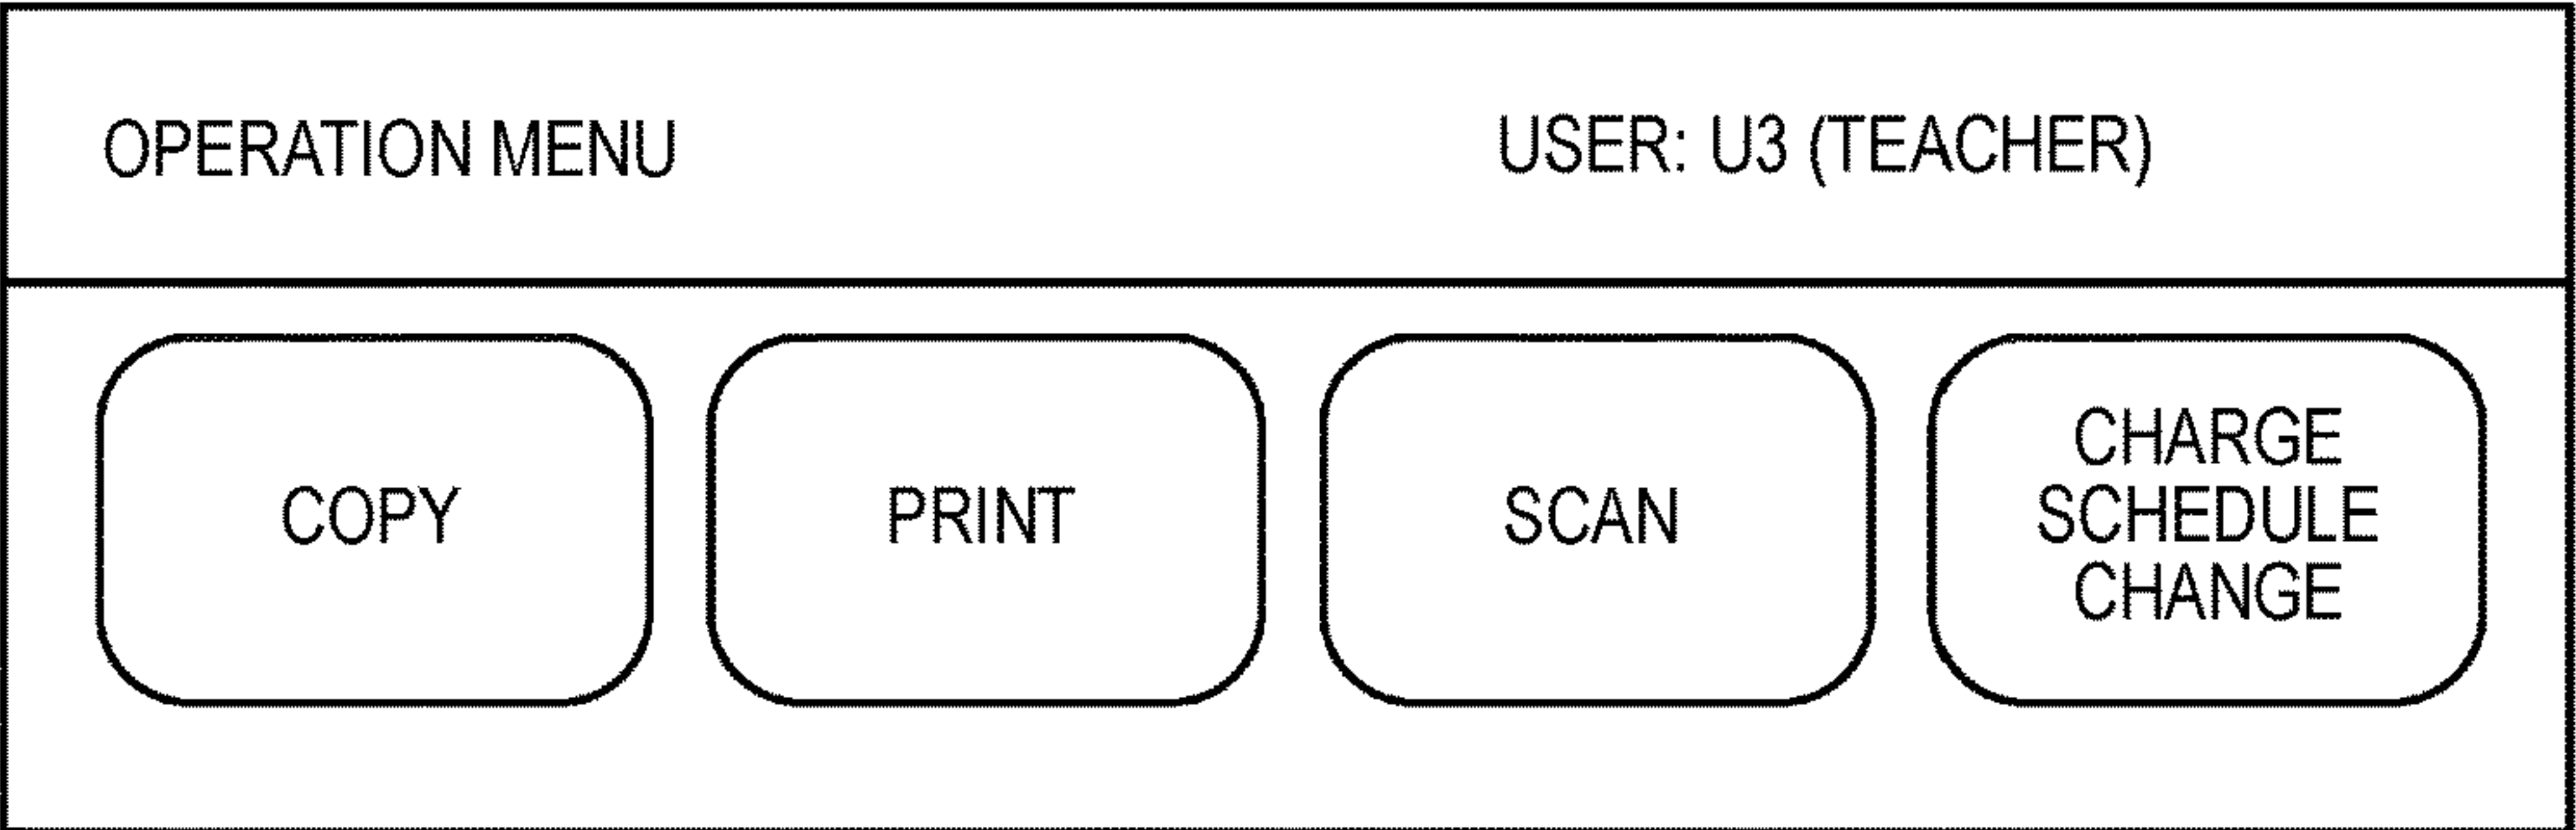 OPERATION MENU
USER: U3 (TEACHER)
COPY
PRINT
SCAN
CHARGE
SCHEDULE
CHANGE